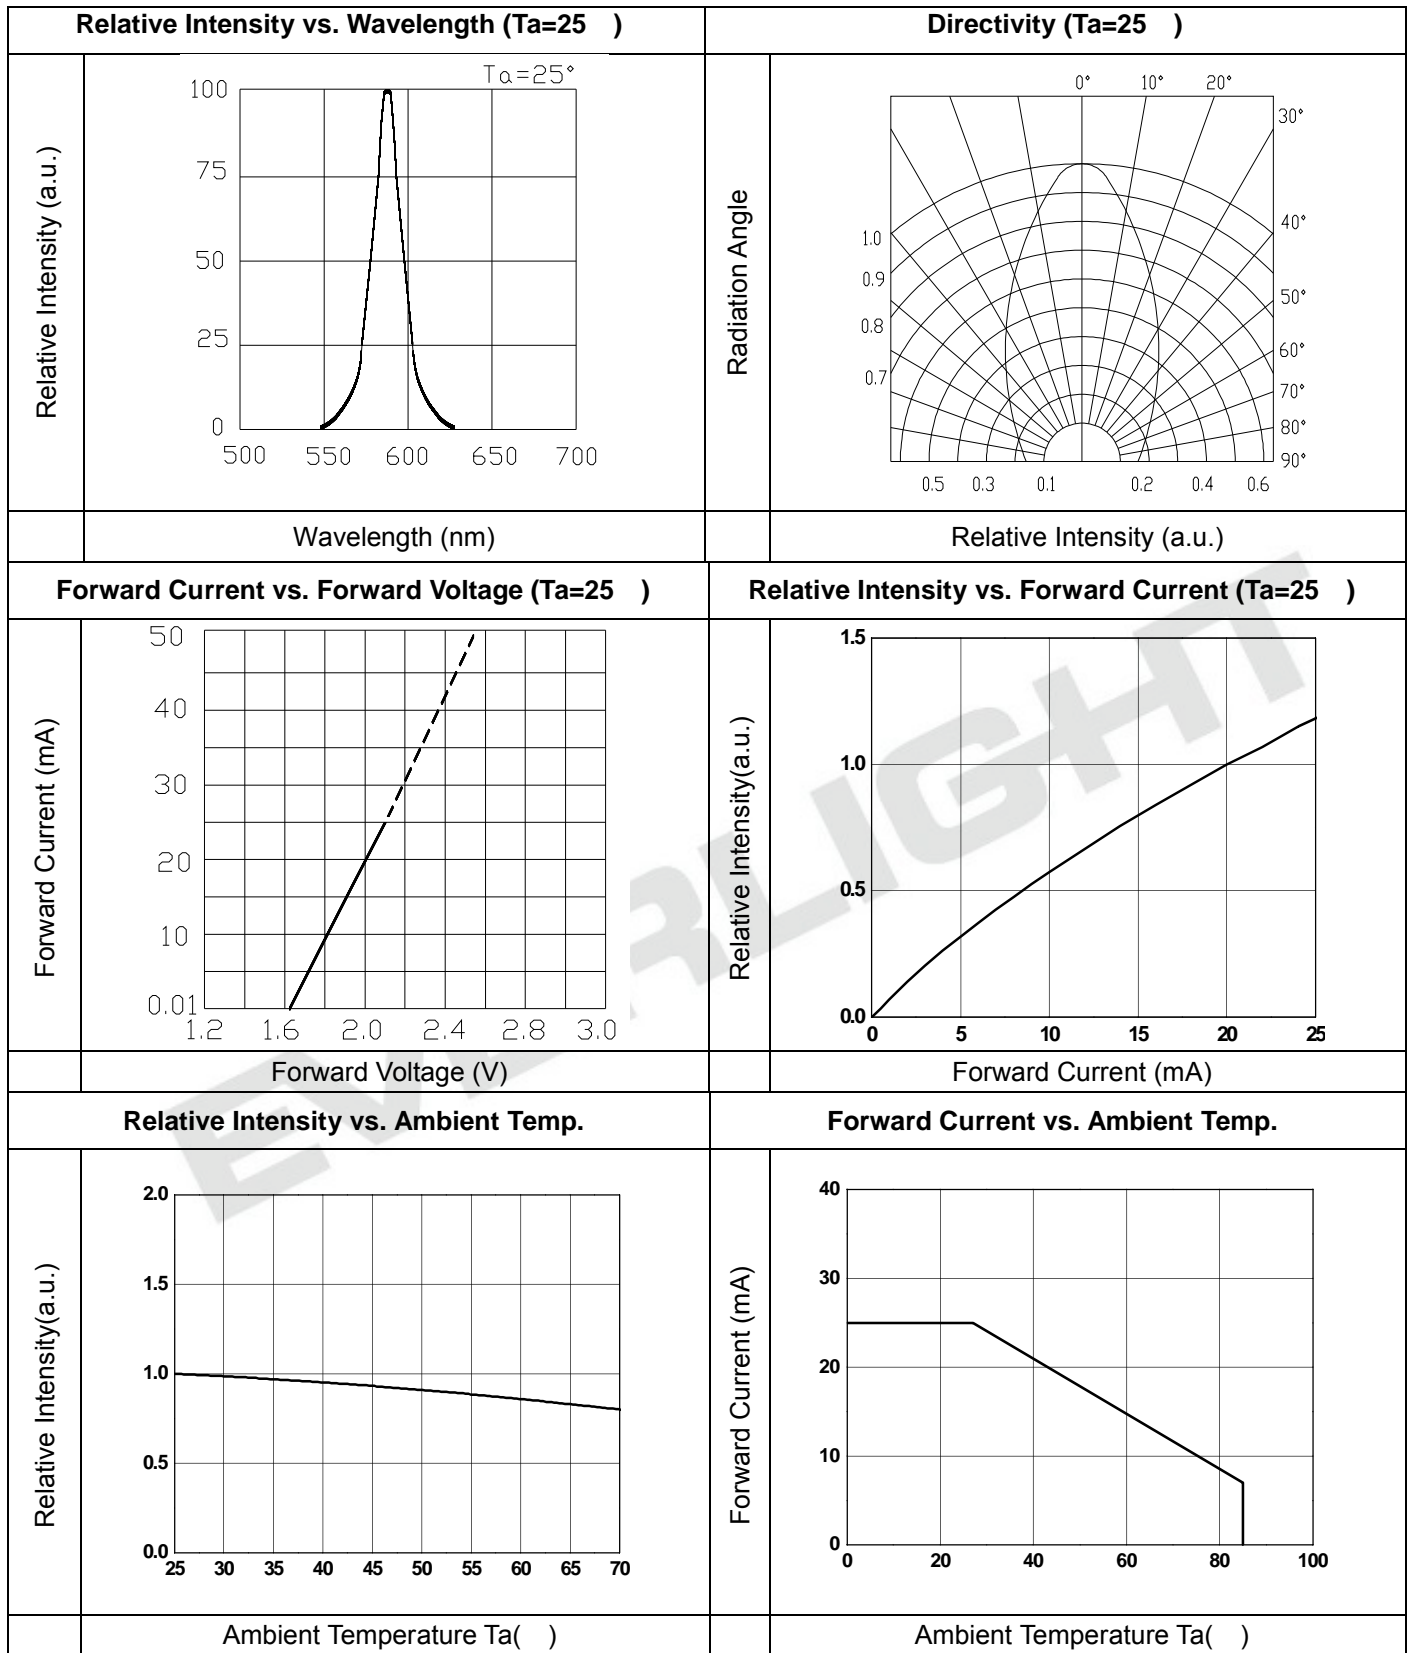 Relative Intensity vs. Wavelength (Ta=25 )
Directivity (Ta=25 )
Relative Intensity (a.u.)
Ta=25°
100
75
50
25
0
500 550 600 650 700
Wavelength (nm)
Radiation Angle
0° 10° 20°
30°
40°
50°
60°
70°
80°
90°
1.0
0.9
0.8
0.7
0.5 0.3 0.1 0.2 0.4 0.6
Relative Intensity (a.u.)
Forward Current vs. Forward Voltage (Ta=25 )
Relative Intensity vs. Forward Current (Ta=25 )
Forward Current (mA)
50
40
30
20
10
0.01
1.2 1.6 2.0 2.4 2.8 3.0
Forward Voltage (V)
Relative Intensity(a.u.)
1.5
1.0
0.5
0.0
0 5 10 15 20 25
Forward Current (mA)
Relative Intensity vs. Ambient Temp.
Forward Current vs. Ambient Temp.
Relative Intensity(a.u.)
2.0
1.5
1.0
0.5
0.0
25 30 35 40 45 50 55 60 65 70
Ambient Temperature Ta( )
Forward Current (mA)
40
30
20
10
0
0 20 40 60 80 100
Ambient Temperature Ta( )
EVERLIGHT